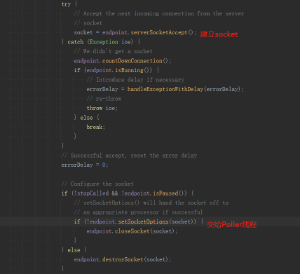 try {
// Accept the next incoming connection from the server
// socket
socket = endpoint.serverSocketAccept(); 建立socket
} catch (Exception ioe) {
// We didn't get a socket
endpoint.countDownConnection();
if (endpoint.isRunning()) {
// Introduce delay if necessary
errorDelay = handleExceptionWithDelay(errorDelay);
// re-throw
throw ioe;
} else {
break;
}
}
// Successful accept, reset the error delay
errorDelay = 0;
// Configure the socket
if (!stopCalled && !endpoint.isPaused()) {
// setSocketOptions() will hand the socket off to
// an appropriate processor if successful
if (!endpoint.setSocketOptions(socket)) { 交给Poller线程
endpoint.closeSocket(socket);
}
} else {
endpoint.destroySocket(socket);
}